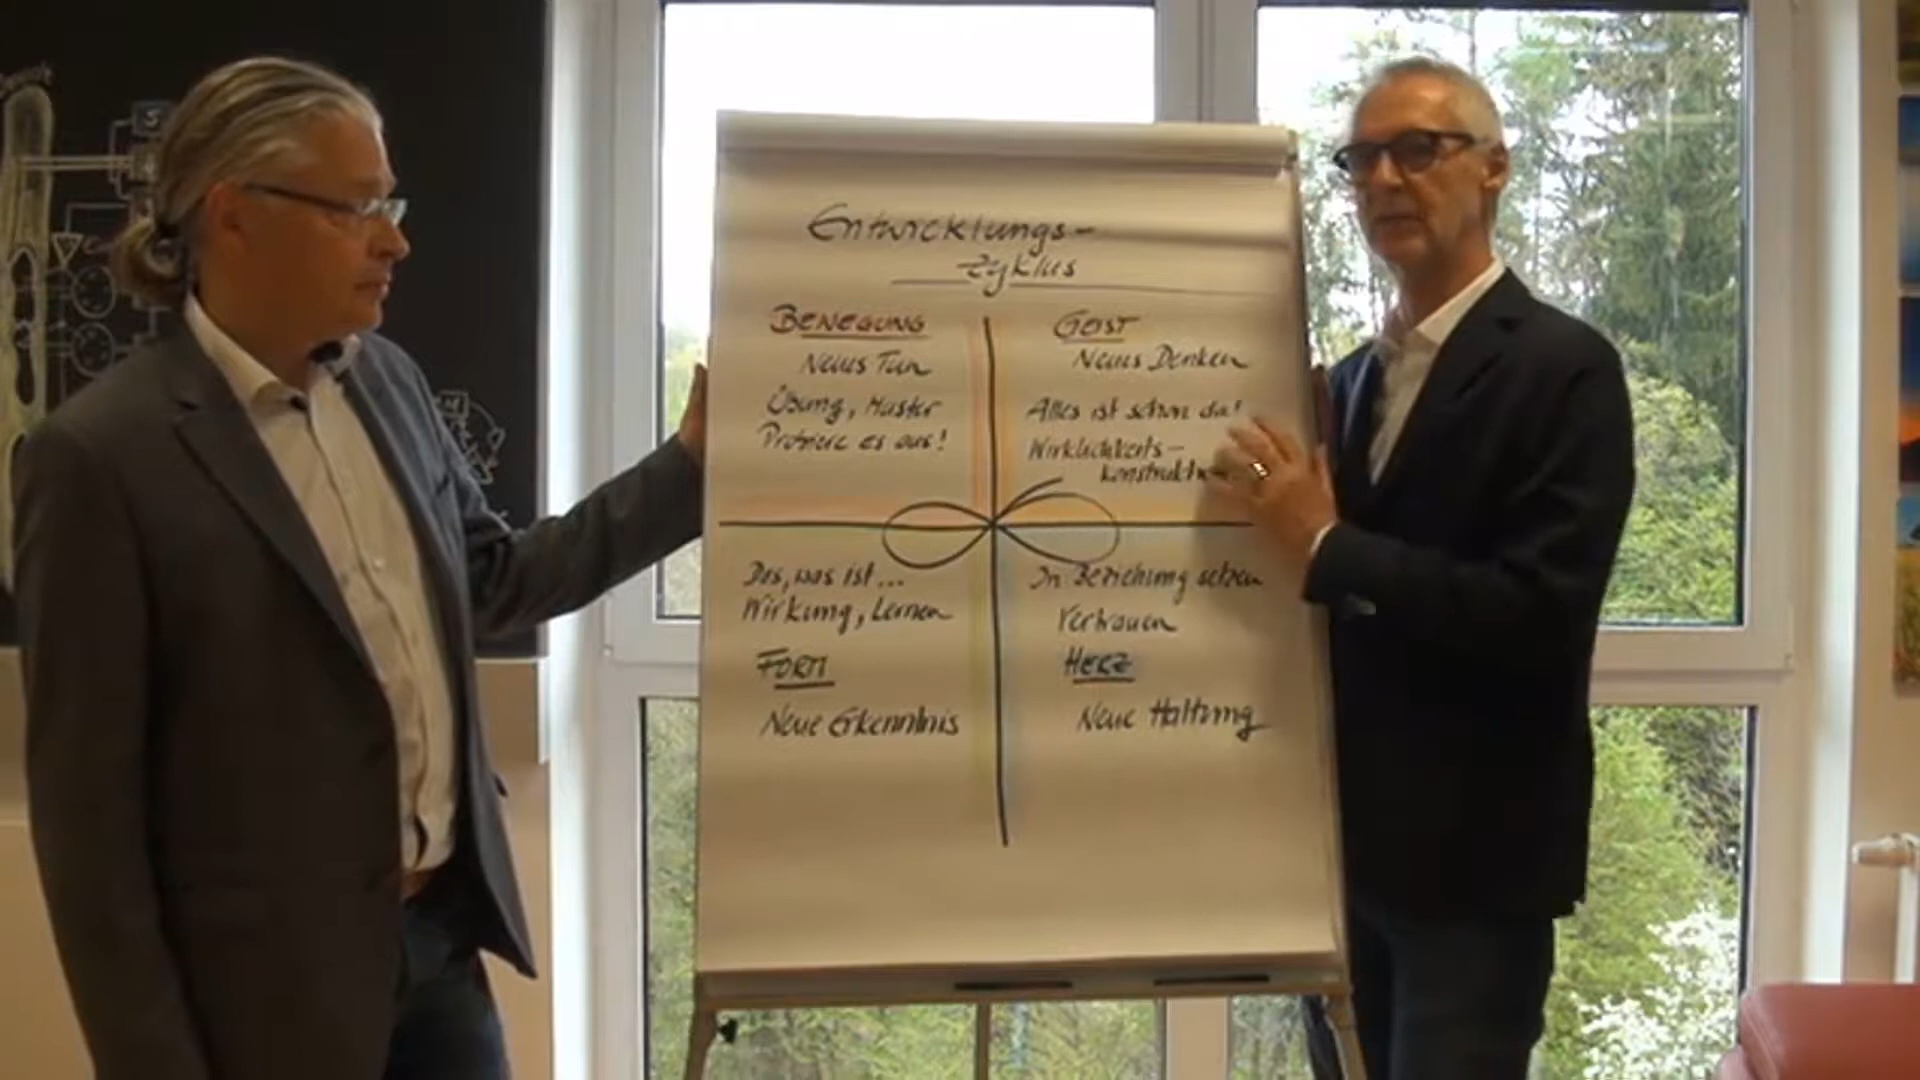 Entwicklungs-
Zyklus
BEWEGUNG
Neues Tun
Übung, Muster
Probiere es aus!
GEIST
Neues Denken
Alles ist schon da!
Wirklichkeits-
konstruktion
Das, was ist...
Wirkung, Lernen
FORM
Neue Erkenntnis
In Beziehung setzen
Vertrauen
HERZ
Neue Haltung